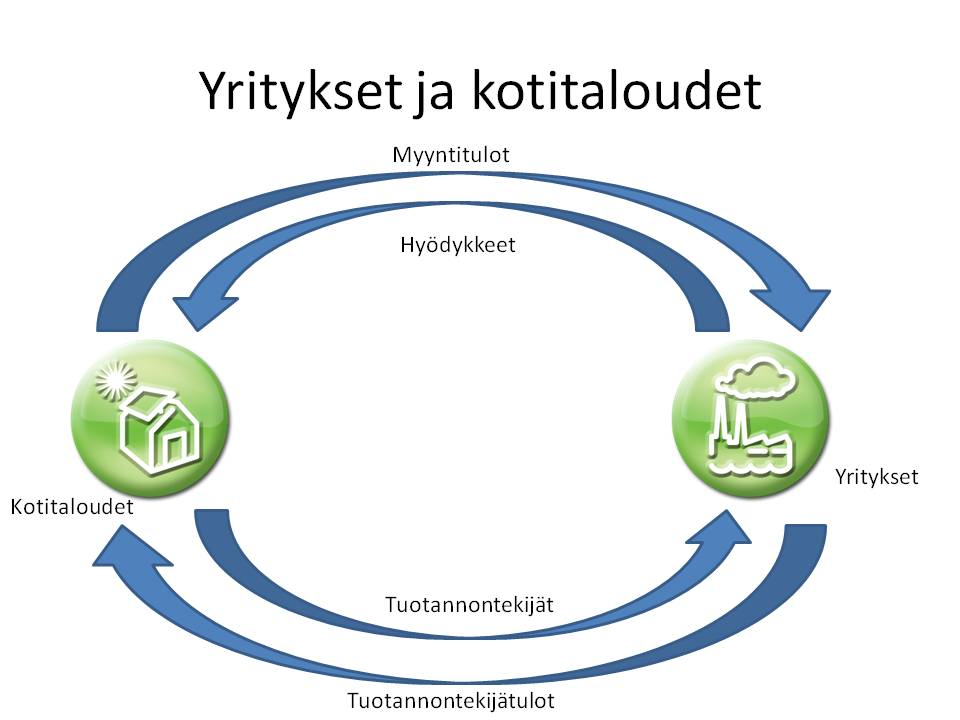 Yritykset ja kotitaloudet
Myyntitulot
Hyödykkeet
Yritykset
Kotitaloudet
Tuotannontekijät
Tuotannontekijätulot